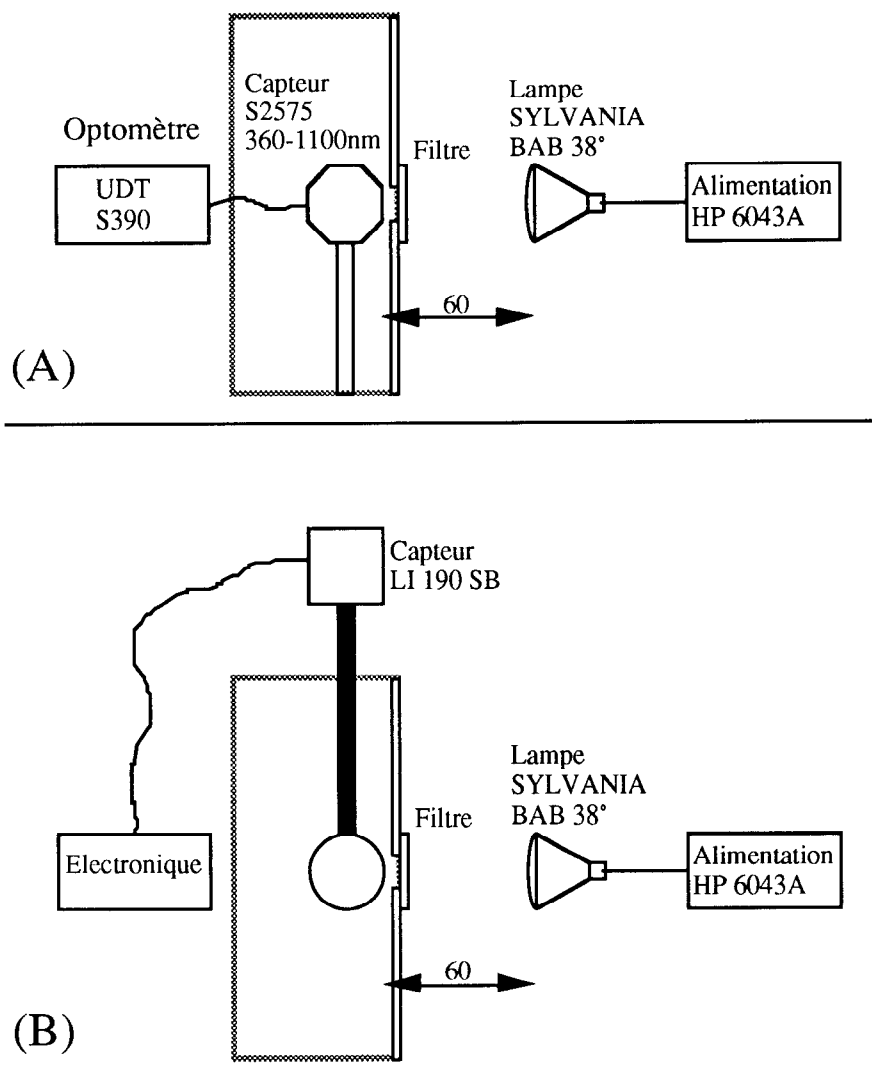 Capteur
S2575
360-1100nm
Optomètre
UDT
S390
Filtre
Lampe
SYLVANIA
BAB 38°
Alimentation
HP 6043A
60
(A)
Capteur
LI 190 SB
Electronique
Filtre
Lampe
SYLVANIA
BAB 38°
Alimentation
HP 6043A
60
(B)